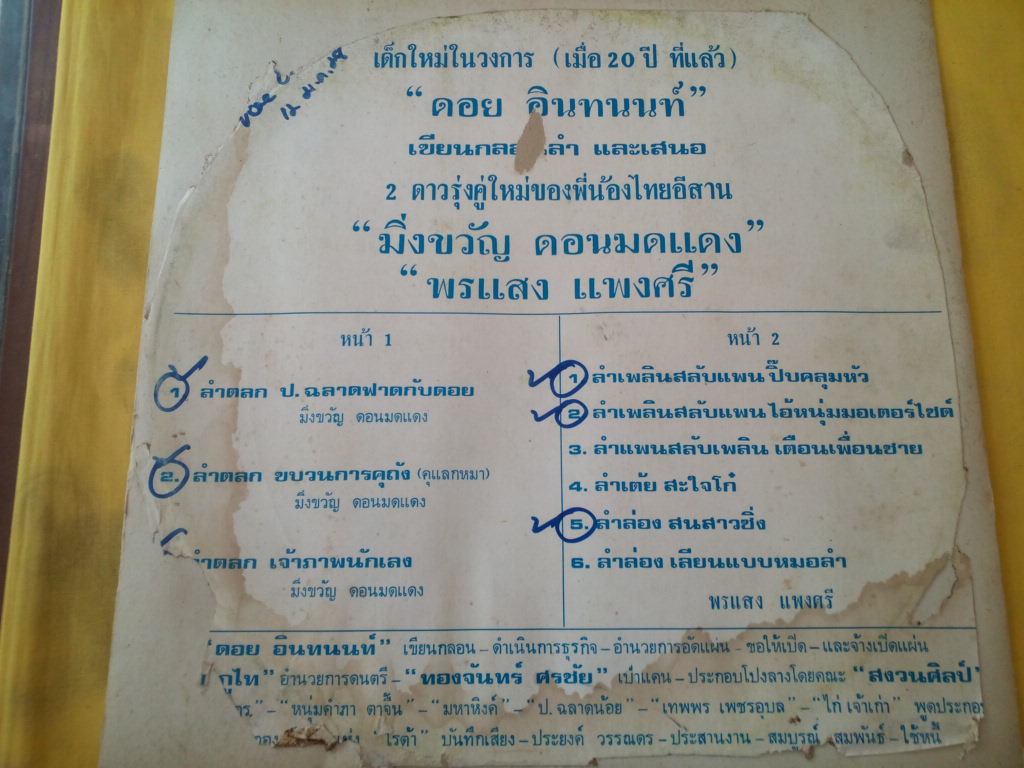 เด็กใหม่ในวงการ (เมื่อ 20 ปี ที่แล้ว)
"ดอย อินทนนท์"
เขียนกลอนลำ และเสนอ
2 ดาวรุ่งคู่ใหม่ของพี่น้องไทยอีสาน
"มิ่งขวัญ ดอนมดแดง"
"พรแสง แพงศรี"
หน้า 1
1 ลำตลก ป. ฉลาดฟาดกับดอย
มิ่งขวัญ ดอนมดแดง
2. ลำตลก ขบวนการคุถัง (คุแลกหมา)
มิ่งขวัญ ดอนมดแดง
ลำตลก เจ้าภาพนักเลง
มิ่งขวัญ ดอนมดแดง
หน้า 2
1 ลำเพลินสลับแพน ปี๊บคลุมหัว
2. ลำเพลินสลับแพน ไอ้หนุ่มมอเตอร์ไซด์
3. ลำแพนสลับเพลิน เตือนเพื่อนชาย
4. ลำเต้ย สะใจโก๋
5. ลำล่อง สนสาวซิ่ง
6. ลำล่อง เลียนแบบหมอลำ
พรแสง แพงศรี
"ดอย อินทนนท์" เขียนกลอน – ดำเนินการธุรกิจ – อำนวยการอัดแผ่น – ขอให้เปิด – และจ้างเปิดแผ่น
ภูไท" อำนวยการดนตรี – "ทองจันทร์ ศรชัย" เป่าแคน – ประกอบโปงลางโดยคณะ "สงวนศิลป์"
– "หนุ่มคำภา ตาจิ้น" – "มหาหิงค์" – "ป. ฉลาดน้อย" – "เทพพร เพชรอุบล" – "ไก่ เจ้าเก่า" พูดประกอบ
"โรต้า" บันทึกเสียง – ประยงค์ วรรณดร – ประสานงาน – สมบูรณ์ สมพันธ์ – ใช้หนี้